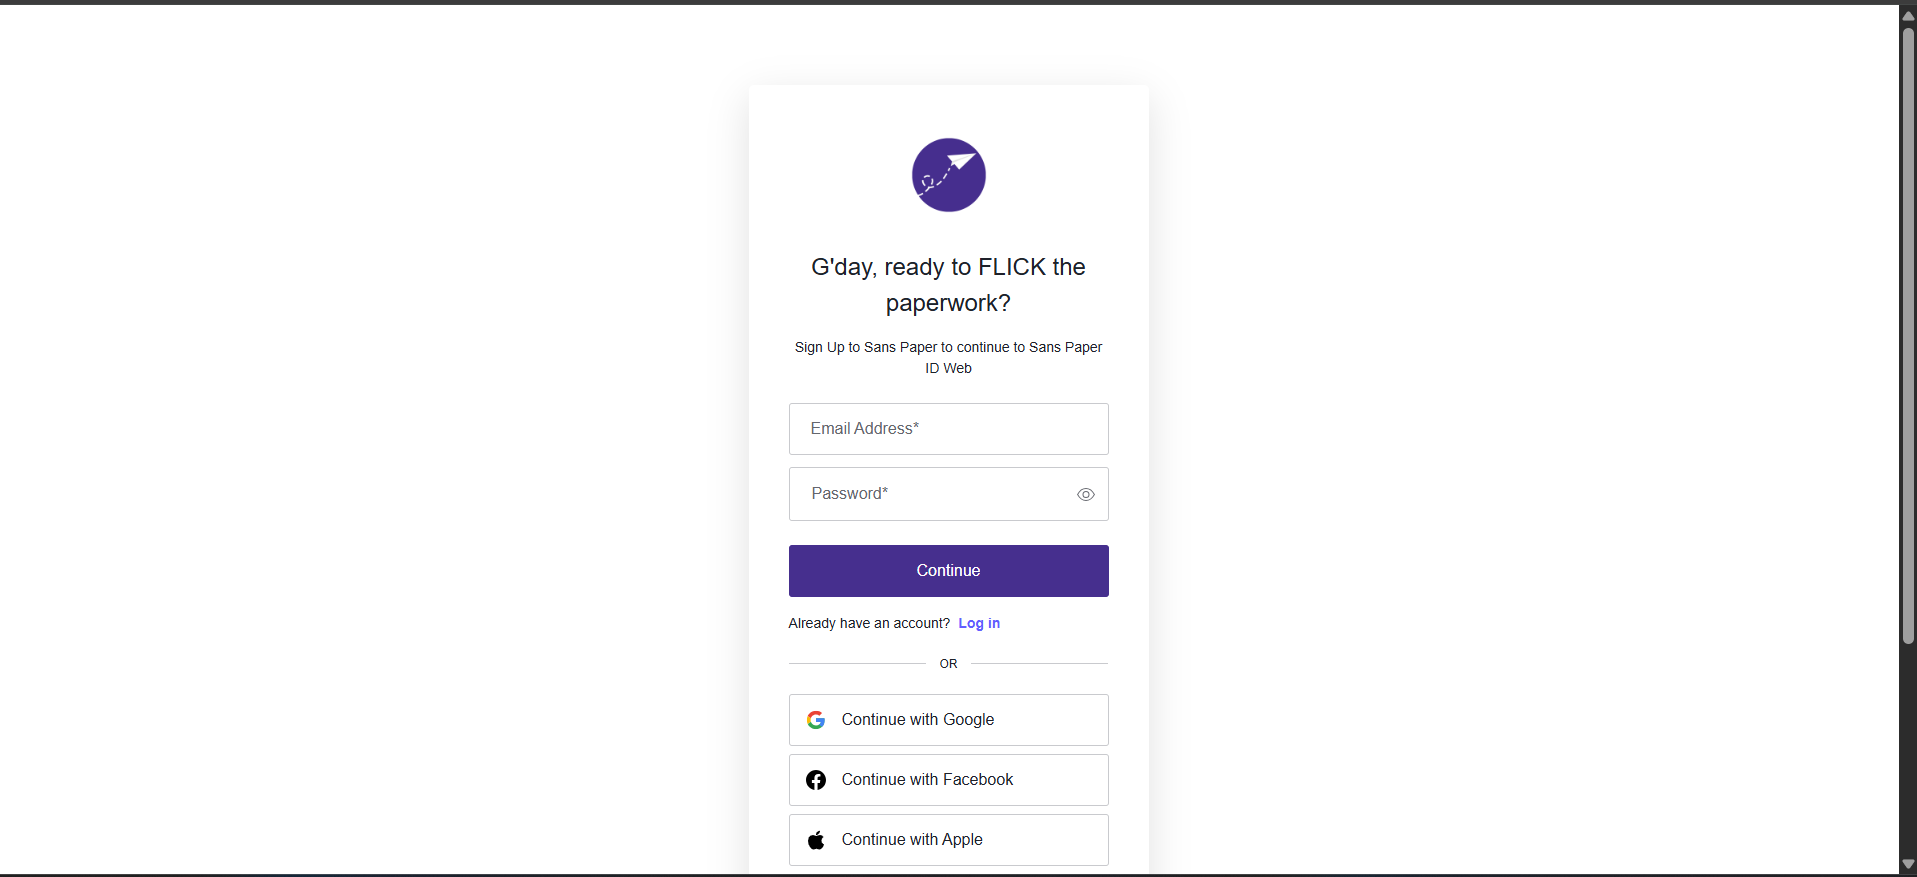 G'day, ready to FLICK the
paperwork?
Sign Up to Sans Paper to continue to Sans Paper
ID Web
Email Address*
Password*
Continue
Already have an account? Log in
OR
Continue with Google
Continue with Facebook
Continue with Apple